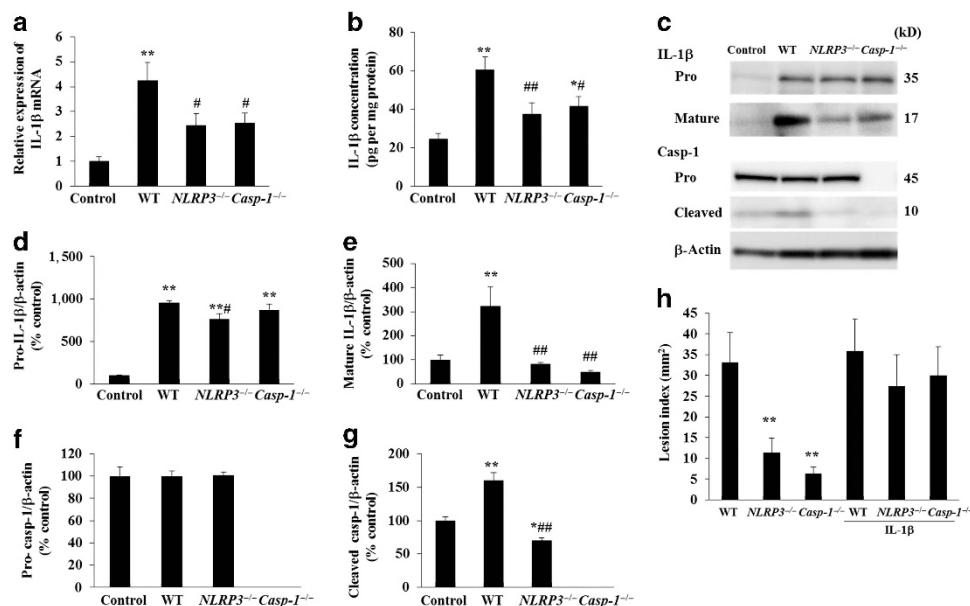 a
Relative expression of
IL-1β mRNA
6
5
4
3
2
1
0
**
#
#
Control
WT
NLRP3−/−
Casp-1−/−
b
IL-1β concentration
(pg per mg protein)
80
60
40
20
0
**
##
*#
Control
WT
NLRP3−/−
Casp-1−/−
c
(kD)
Control WT NLRP3−/− Casp-1−/−
IL-1β
Pro 35
Mature 17
Casp-1
Pro 45
Cleaved 10
β-Actin
d
Pro-IL-1β/β-actin
(% control)
1, 500
1,000
500
0
**
**#
**
Control
WT
NLRP3−/−
Casp-1−/−
e
Mature IL-1β/β-actin
(% control)
500
400
300
200
100
0
**
##
##
Control
WT
NLRP3−/−
Casp-1−/−
f
Pro- casp-1/β-actin
(% control)
120
100
80
60
40
20
0
Control
WT
NLRP3−/−
Casp-1−/−
g
Cleaved casp-1/β-actin
(% control)
200
150
100
50
0
**
*##
Control
WT
NLRP3−/−
Casp-1−/−
h
Lesion index (mm²)
45
40
35
30
25
20
15
10
5
0
**
**
WT NLRP3−/− Casp-1−/− WT NLRP3−/− Casp-1−/−
IL-1β